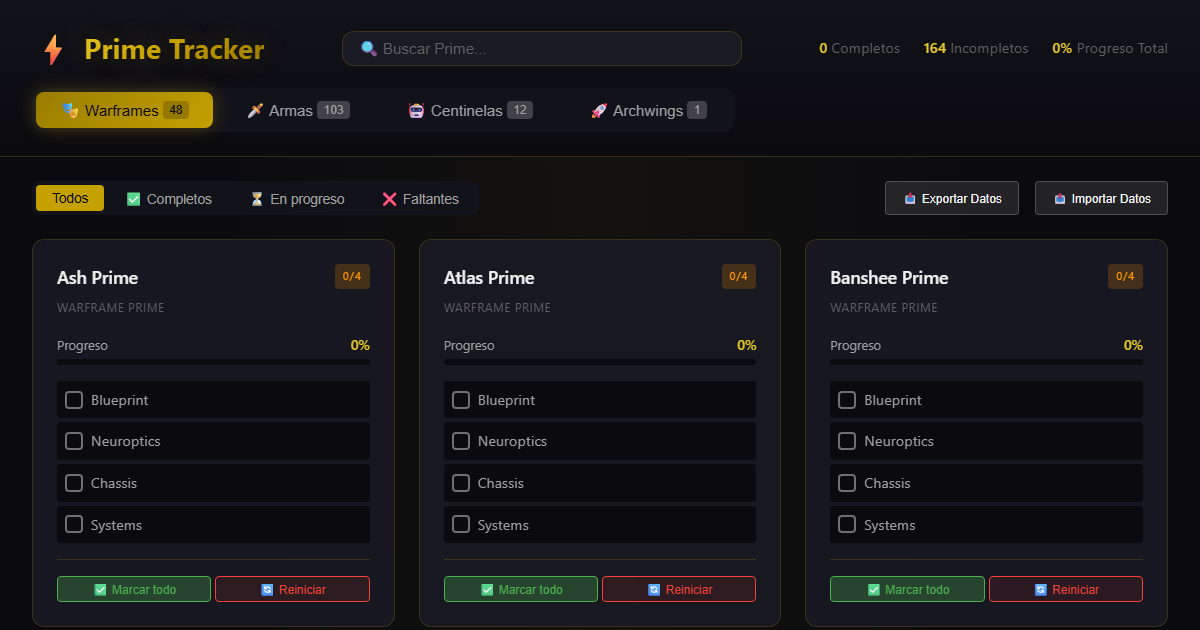 Prime Tracker
Buscar Prime...
0 Completos 164 Incompletos 0% Progreso Total
Warframes 48 Armas 103 Centinelas 12 Archwings 1
Todos Completos En progreso Faltantes
Exportar Datos Importar Datos
Ash Prime 0/4
WARFRAME PRIME
Progreso 0%
Blueprint
Neuroptics
Chassis
Systems
Marcar todo Reiniciar
Atlas Prime 0/4
WARFRAME PRIME
Progreso 0%
Blueprint
Neuroptics
Chassis
Systems
Marcar todo Reiniciar
Banshee Prime 0/4
WARFRAME PRIME
Progreso 0%
Blueprint
Neuroptics
Chassis
Systems
Marcar todo Reiniciar